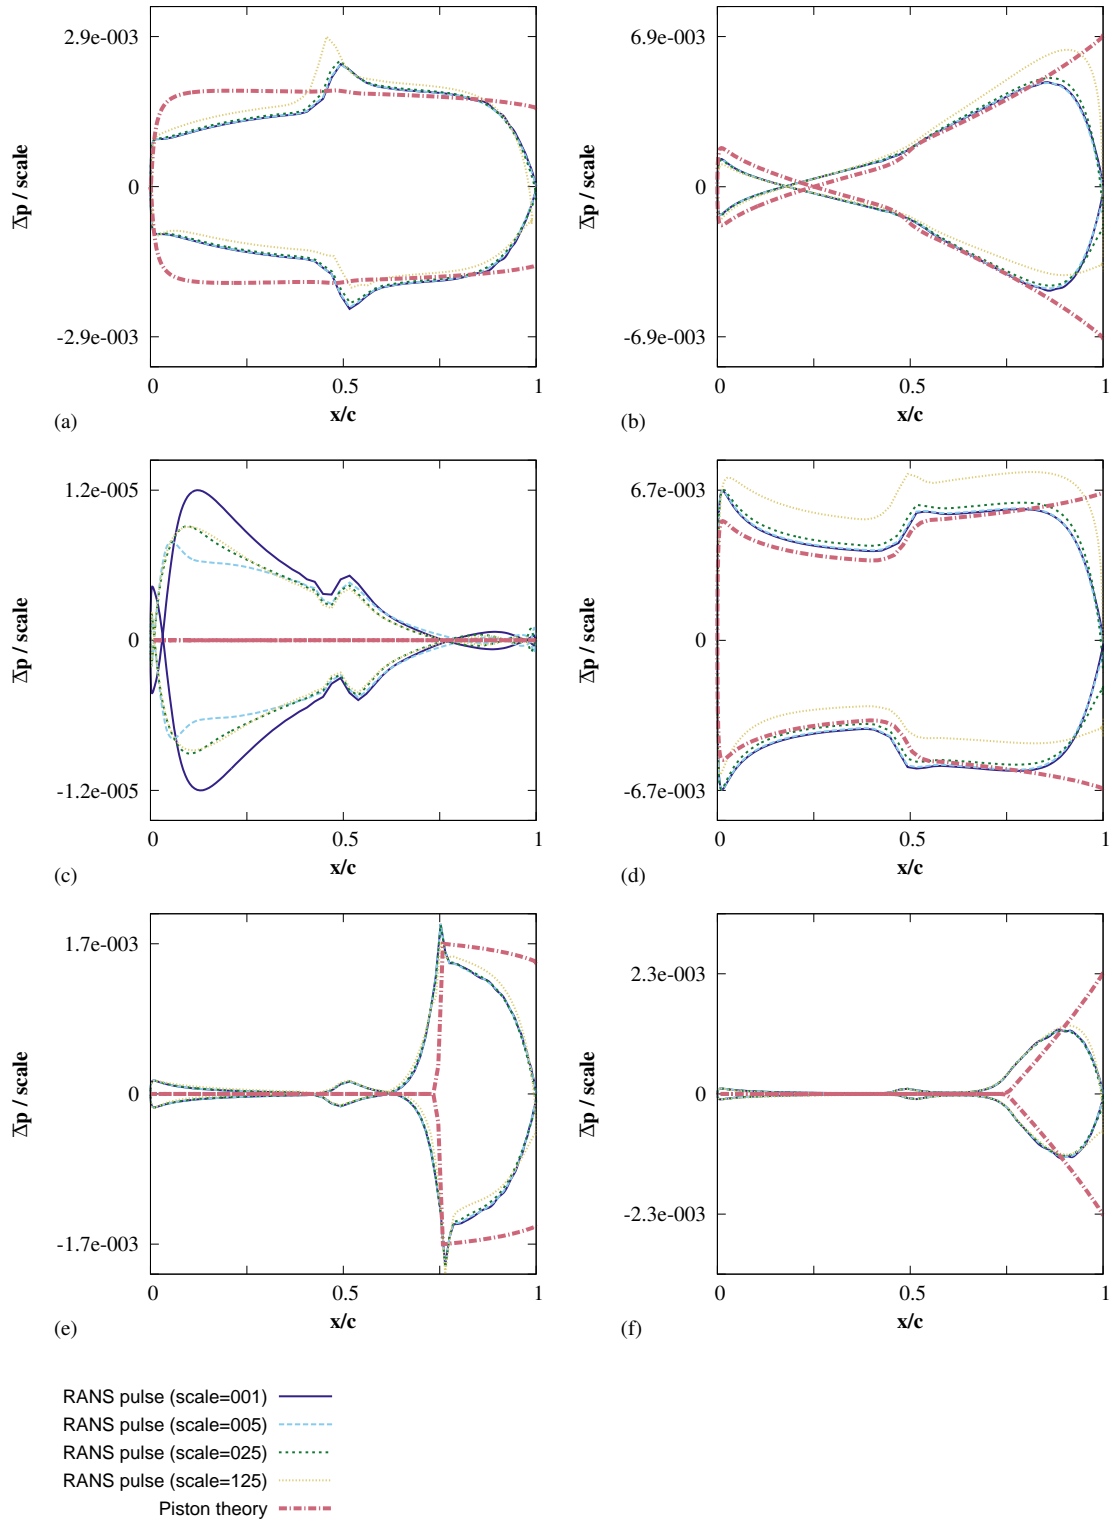 2.9e-003
0
-2.9e-003
Δp / scale
0 0.5 1
x/c
(a)
6.9e-003
0
-6.9e-003
Δp / scale
0 0.5 1
x/c
(b)
1.2e-005
0
-1.2e-005
Δp / scale
0 0.5 1
x/c
(c)
6.7e-003
0
-6.7e-003
Δp / scale
0 0.5 1
x/c
(d)
1.7e-003
0
-1.7e-003
Δp / scale
0 0.5 1
x/c
(e)
2.3e-003
0
-2.3e-003
Δp / scale
0 0.5 1
x/c
(f)
RANS pulse (scale=001)
RANS pulse (scale=005)
RANS pulse (scale=025)
RANS pulse (scale=125)
Piston theory